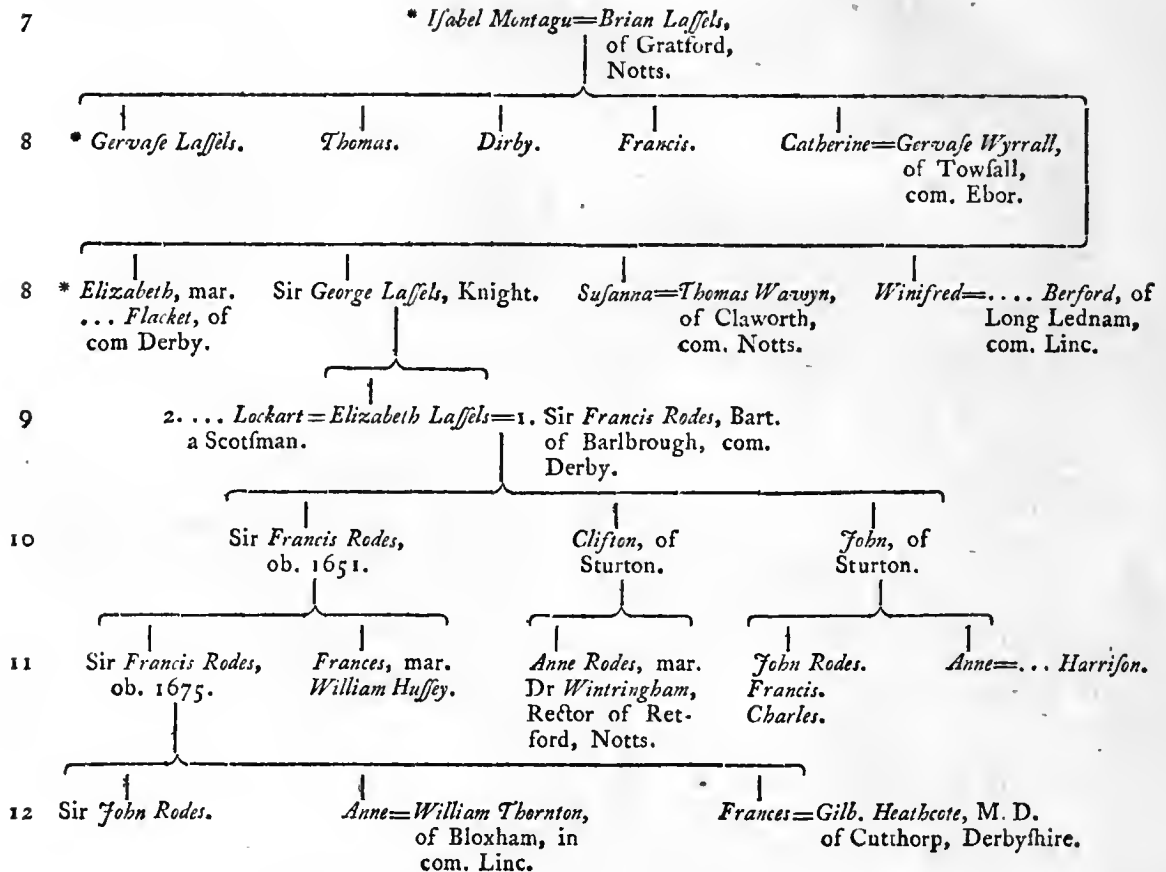 7 * Iſabel Montagu=Brian Laſſels,
of Gratford,
Notts.
8 * Gervaſe Laſſels. Thomas. Dirby. Francis. Catherine=Gervaſe Wyrrall,
of Towſall,
com. Ebor.
8 * Elizabeth, mar. Sir George Laſſels, Knight. Suſanna=Thomas Wawyn, Winifred=.... Berford, of
... Flacket, of of Claworth, Long Lednam,
com Derby. com. Notts. com. Linc.
9 2. ... Lockart=Elizabeth Laſſels=1. Sir Francis Rodes, Bart.
a Scotſman. of Barlbrough, com.
Derby.
10 Sir Francis Rodes, Clifton, of John, of
ob. 1651. Sturton. Sturton.
11 Sir Francis Rodes, Frances, mar. Anne Rodes, mar. John Rodes. Anne=... Harriſon.
ob. 1675. William Huſſey. Dr Wintringham, Francis.
Rector of Ret- Charles.
ford, Notts.
12 Sir John Rodes. Anne=William Thornton, Frances=Gilb. Heathcote, M. D.
of Bloxham, in of Cutthorp, Derbyſhire.
com. Linc.